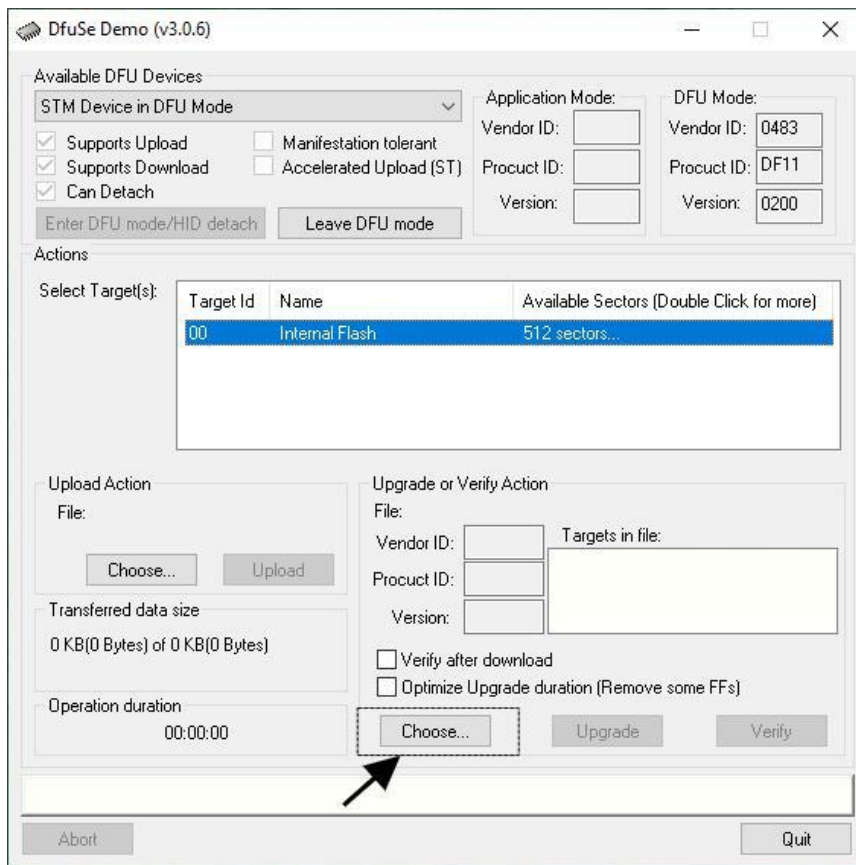 DfuSe Demo (v3.0.6)
Available DFU Devices
STM Device in DFU Mode
Supports Upload
Manifestation tolerant
Supports Download
Accelerated Upload (ST)
Can Detach
Enter DFU mode/HID detach
Leave DFU mode
Application Mode:
Vendor ID:
Procuct ID:
Version:
DFU Mode:
Vendor ID: 0483
Procuct ID: DF11
Version: 0200
Actions
Select Target(s):
Target Id Name Available Sectors (Double Click for more)
00 Internal Flash 512 sectors...
Upload Action
File:
Choose... Upload
Transferred data size
0 KB(0 Bytes) of 0 KB(0 Bytes)
Operation duration
00:00:00
Upgrade or Verify Action
File:
Vendor ID:
Procuct ID:
Version:
Targets in file:
Verify after download
Optimize Upgrade duration (Remove some FFs)
Choose... Upgrade Verify
Abort Quit